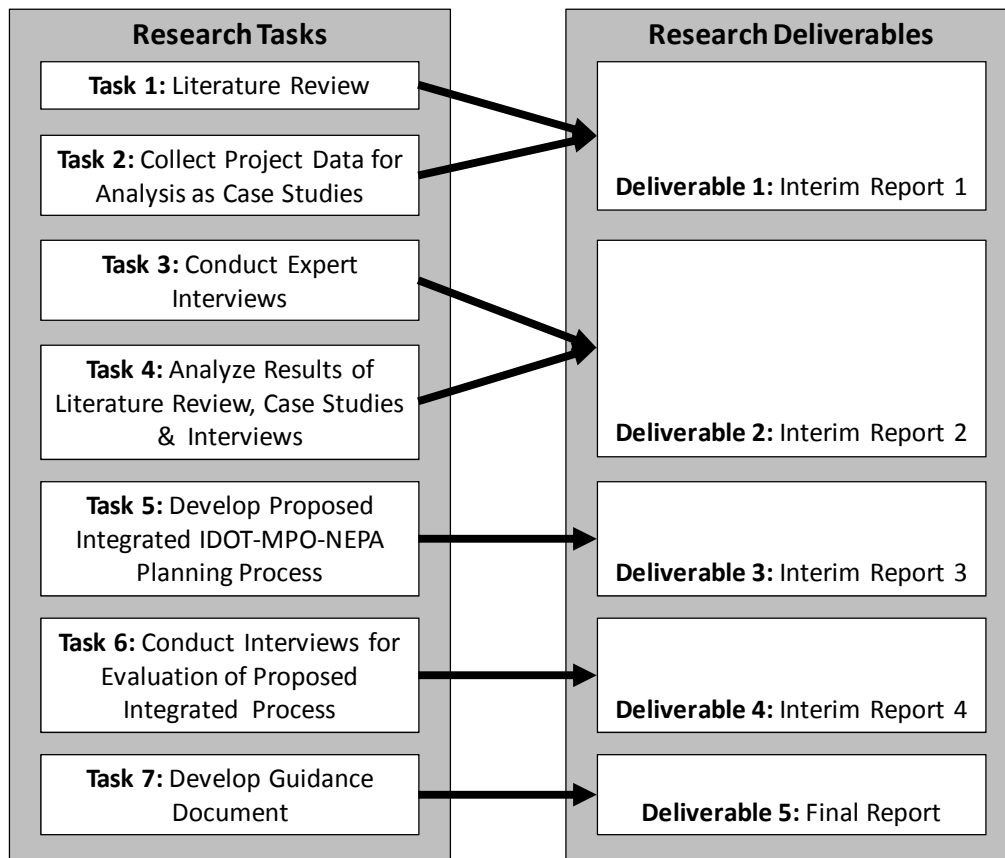 Research Tasks
Task 1: Literature Review
Task 2: Collect Project Data for
Analysis as Case Studies
Task 3: Conduct Expert
Interviews
Task 4: Analyze Results of
Literature Review, Case Studies
& Interviews
Task 5: Develop Proposed
Integrated IDOT-MPO-NEPA
Planning Process
Task 6: Conduct Interviews for
Evaluation of Proposed
Integrated Process
Task 7: Develop Guidance
Document
Research Deliverables
Deliverable 1: Interim Report 1
Deliverable 2: Interim Report 2
Deliverable 3: Interim Report 3
Deliverable 4: Interim Report 4
Deliverable 5: Final Report